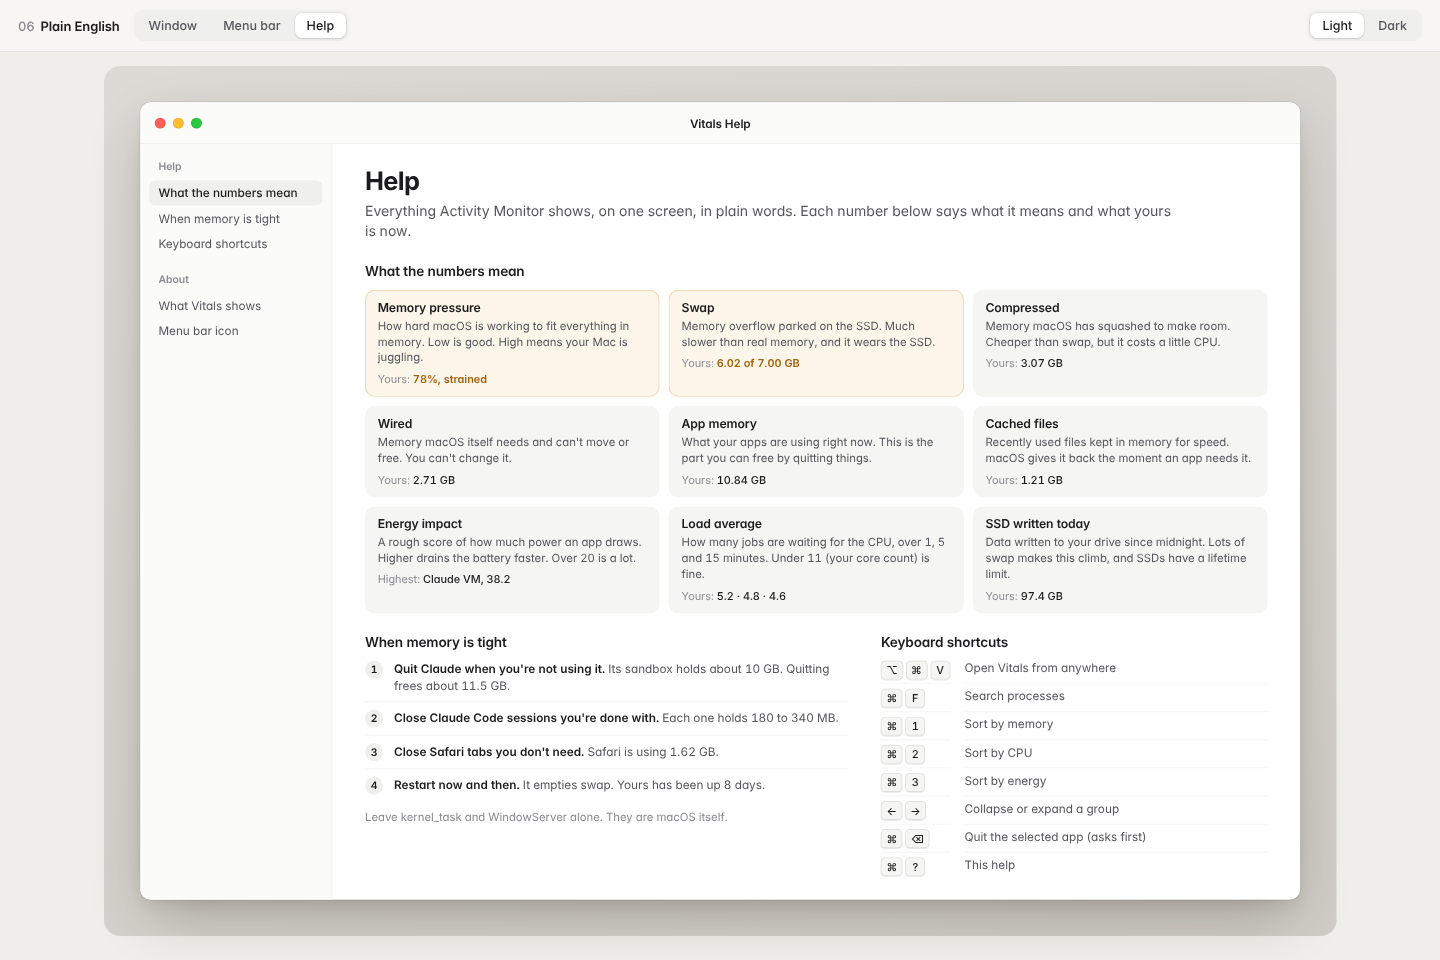 06 Plain English
Window
Menu bar
Help
Light
Dark
Vitals Help
Help
What the numbers mean
When memory is tight
Keyboard shortcuts
About
What Vitals shows
Menu bar icon
Help
Everything Activity Monitor shows, on one screen, in plain words. Each number below says what it means and what yours
is now.
What the numbers mean
Memory pressure
How hard macOS is working to fit everything in
memory. Low is good. High means your Mac is
juggling.
Yours: 78%, strained
Swap
Memory overflow parked on the SSD. Much
slower than real memory, and it wears the SSD.
Yours: 6.02 of 7.00 GB
Compressed
Memory macOS has squashed to make room.
Cheaper than swap, but it costs a little CPU.
Yours: 3.07 GB
Wired
Memory macOS itself needs and can't move or
free. You can't change it.
Yours: 2.71 GB
App memory
What your apps are using right now. This is the
part you can free by quitting things.
Yours: 10.84 GB
Cached files
Recently used files kept in memory for speed.
macOS gives it back the moment an app needs it.
Yours: 1.21 GB
Energy impact
A rough score of how much power an app draws.
Higher drains the battery faster. Over 20 is a lot.
Highest: Claude VM, 38.2
Load average
How many jobs are waiting for the CPU, over 1, 5
and 15 minutes. Under 11 (your core count) is
fine.
Yours: 5.2 · 4.8 · 4.6
SSD written today
Data written to your drive since midnight. Lots of
swap makes this climb, and SSDs have a lifetime
limit.
Yours: 97.4 GB
When memory is tight
1 Quit Claude when you're not using it. Its sandbox holds about 10 GB. Quitting
frees about 11.5 GB.
2 Close Claude Code sessions you're done with. Each one holds 180 to 340 MB.
3 Close Safari tabs you don't need. Safari is using 1.62 GB.
4 Restart now and then. It empties swap. Yours has been up 8 days.
Leave kernel_task and WindowServer alone. They are macOS itself.
Keyboard shortcuts
⌥ ⌘ V Open Vitals from anywhere
⌘ F Search processes
⌘ 1 Sort by memory
⌘ 2 Sort by CPU
⌘ 3 Sort by energy
← → Collapse or expand a group
⌘ ⌫ Quit the selected app (asks first)
⌘ ? This help